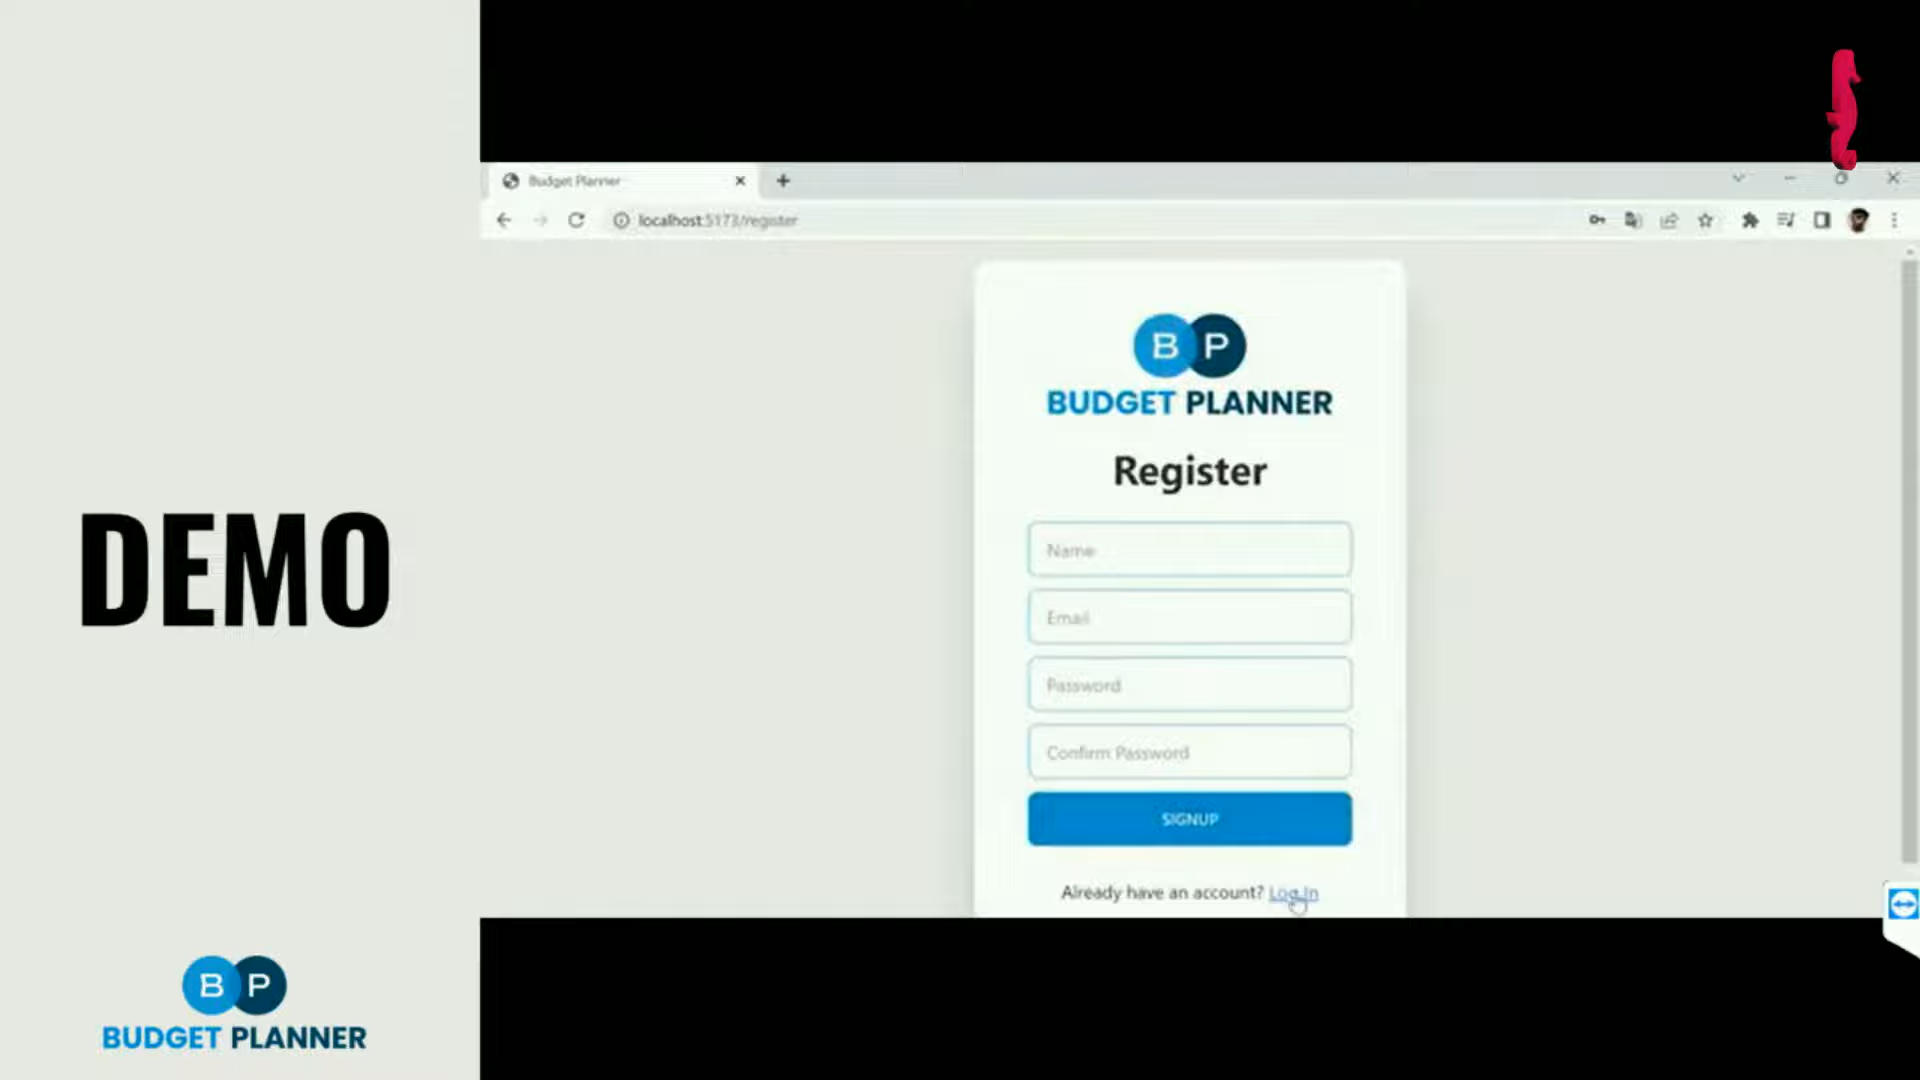 DEMO
B P
BUDGET PLANNER
Budget Planner
localhost:5173/register
B P
BUDGET PLANNER
Register
Name
Email
Password
Confirm Password
SIGNUP
Already have an account? Log In